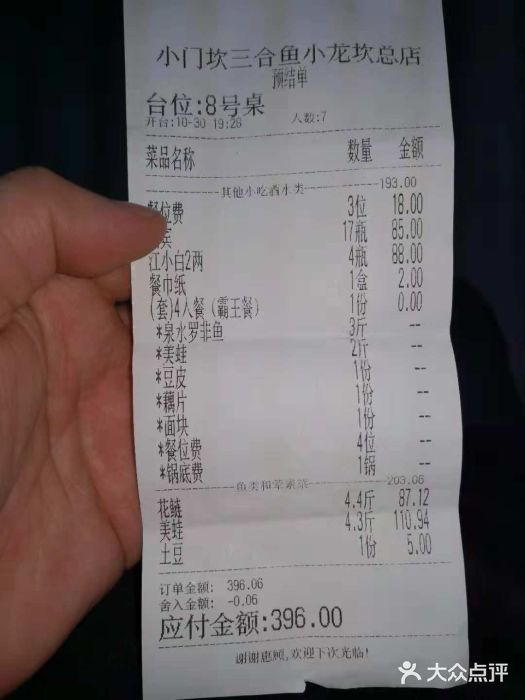 小门坎三合鱼小龙坎总店
预结单
台位:8号桌
开台:10-30 19:28 人数:7
菜品名称 数量 金额
其他小吃酒水类 193.00
餐位费 3位 18.00
17瓶 85.00
江小白2两 4瓶 88.00
餐巾纸 1盒 2.00
(套)4人餐(霸王餐) 1份 0.00
*泉水罗非鱼 3斤 --
*美蛙 2斤 --
*豆皮 1份 --
*藕片 1份 --
*面块 1份 --
*餐位费 4位 --
*锅底费 1锅 --
鱼类和荤素菜 203.06
花鲢 4.4斤 87.12
美蛙 4.3斤 110.94
土豆 1份 5.00
订单金额: 396.06
舍入金额: -0.06
应付金额:396.00
谢谢惠顾,欢迎下次光临!
大众点评